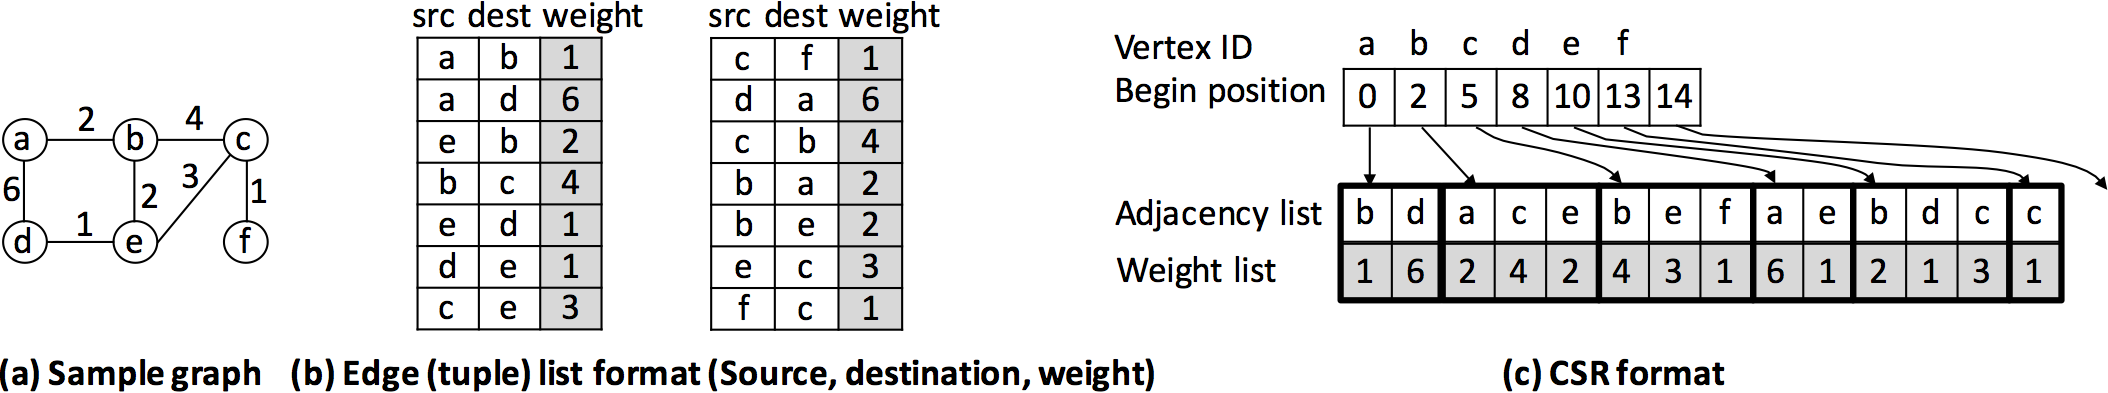 a 2 b 4 c
6 2 3 1
d 1 e f
(a) Sample graph
src dest weight
a b 1
a d 6
e b 2
b c 4
e d 1
d e 1
c e 3
src dest weight
c f 1
d a 6
c b 4
b a 2
b e 2
e c 3
f c 1
(b) Edge (tuple) list format (Source, destination, weight)
Vertex ID a b c d e f
Begin position 0 2 5 8 10 13 14
Adjacency list b d a c e b e f a e b d c c
Weight list 1 6 2 4 2 4 3 1 6 1 2 1 3 1
(c) CSR format